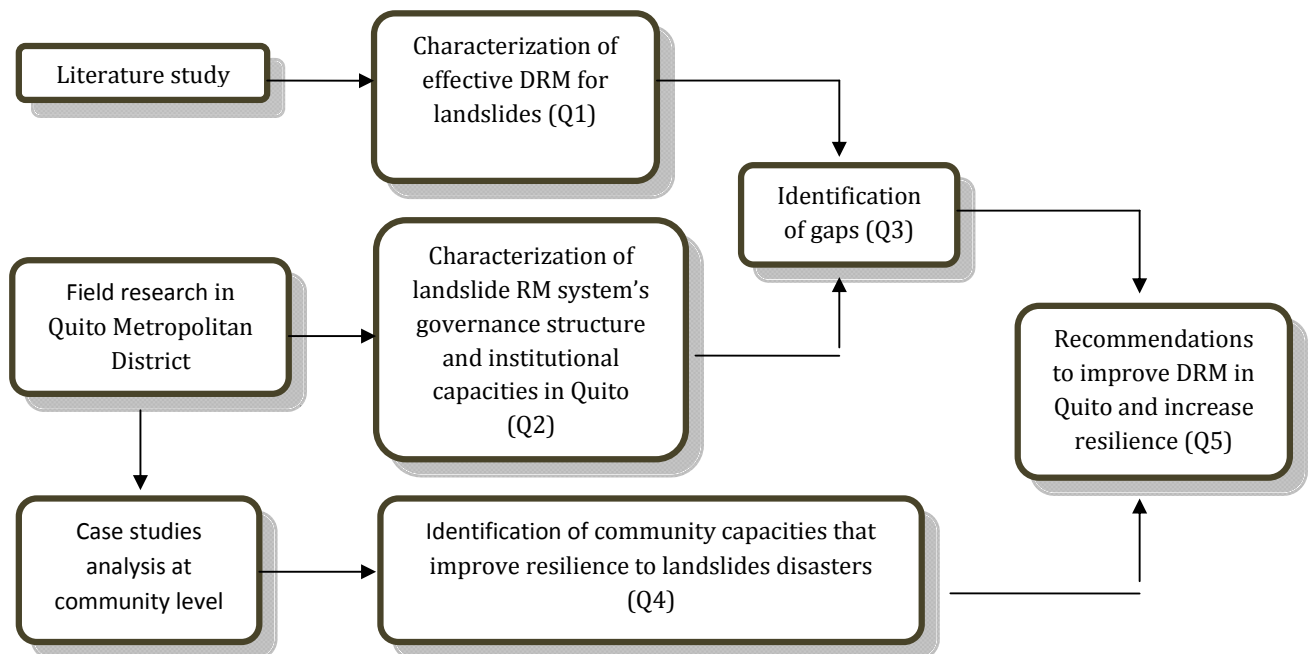 Literature study
Characterization of
effective DRM for
landslides (Q1)
Identification
of gaps (Q3)
Field research in
Quito Metropolitan
District
Characterization of
landslide RM system’s
governance structure
and institutional
capacities in Quito
(Q2)
Recommendations
to improve DRM in
Quito and increase
resilience (Q5)
Case studies
analysis at
community level
Identification of community capacities that
improve resilience to landslides disasters
(Q4)